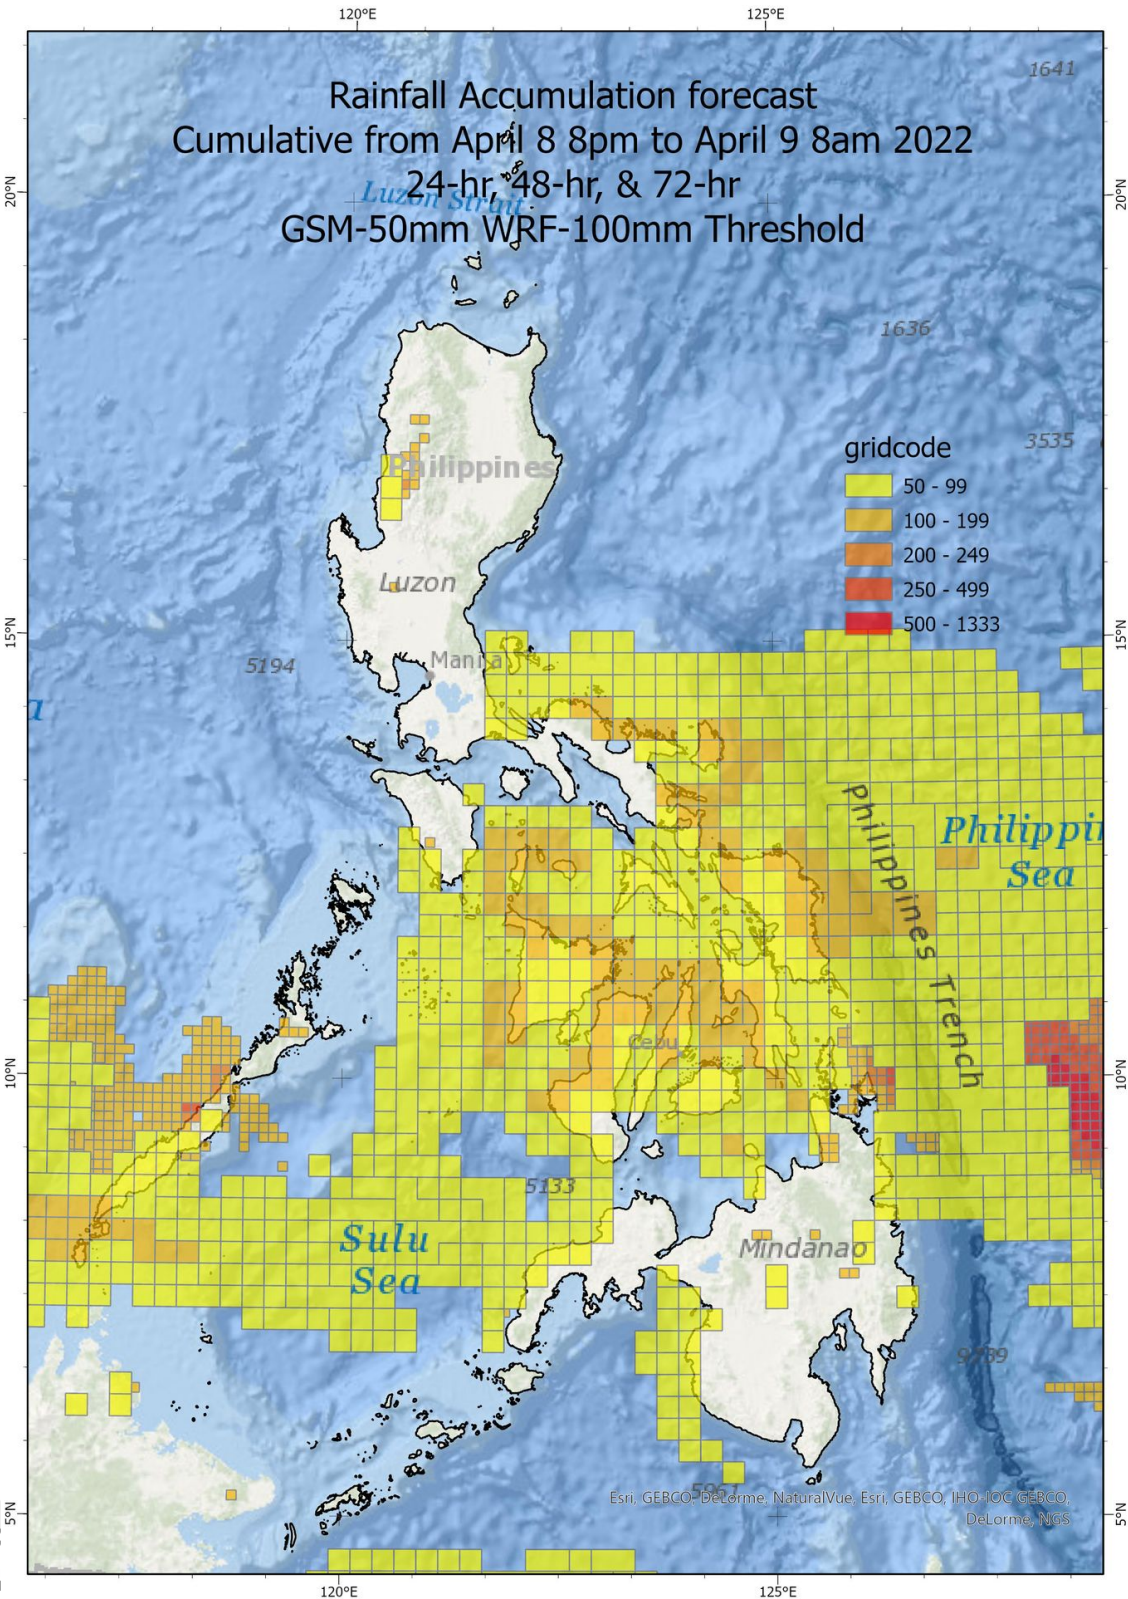 120°E
125°E
1641
Rainfall Accumulation forecast
Cumulative from April 8 8pm to April 9 8am 2022
24-hr, 48-hr, & 72-hr
Luzon Strait
GSM-50mm WRF-100mm Threshold
20°N
20°N
1636
3535
gridcode
50 - 99
100 - 199
200 - 249
250 - 499
500 - 1333
Philippines
Luzon
15°N
15°N
Manila
5194
a
Philippin
Sea
Philippines Trench
Cebu
10°N
10°N
5133
Sulu
Sea
Mindanao
9739
Esri, GEBCO, DeLorme, NaturalVue, Esri, GEBCO, IHO-IOC GEBCO,
DeLorme, NGS
5°N
5°N
120°E
125°E